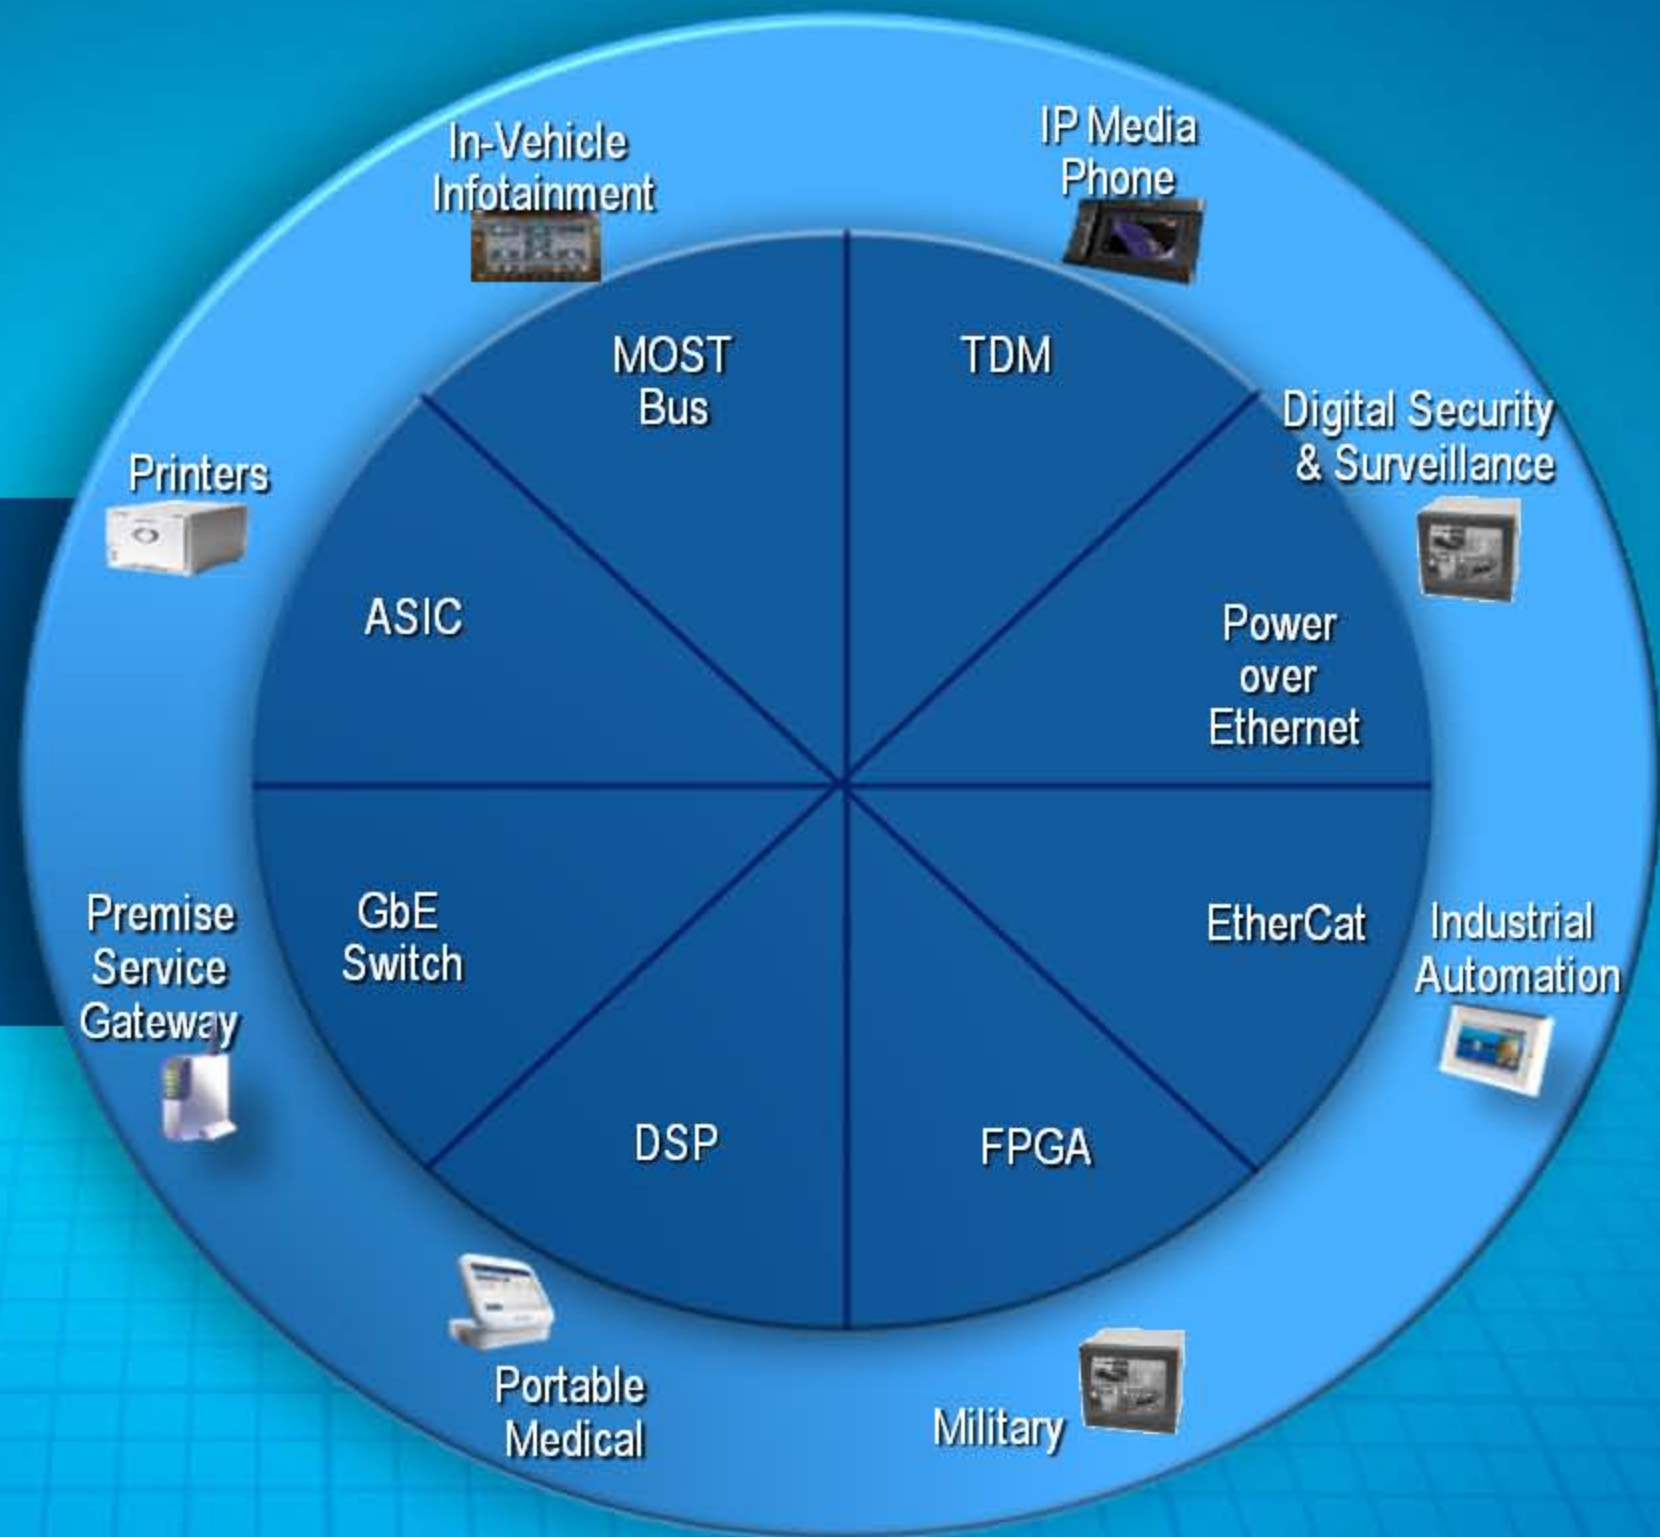 In-Vehicle
Infotainment
IP Media
Phone
MOST
Bus
TDM
Digital Security
& Surveillance
Printers
ASIC
Power
over
Ethernet
Premise
Service
Gateway
GbE
Switch
EtherCat
Industrial
Automation
DSP
FPGA
Portable
Medical
Military